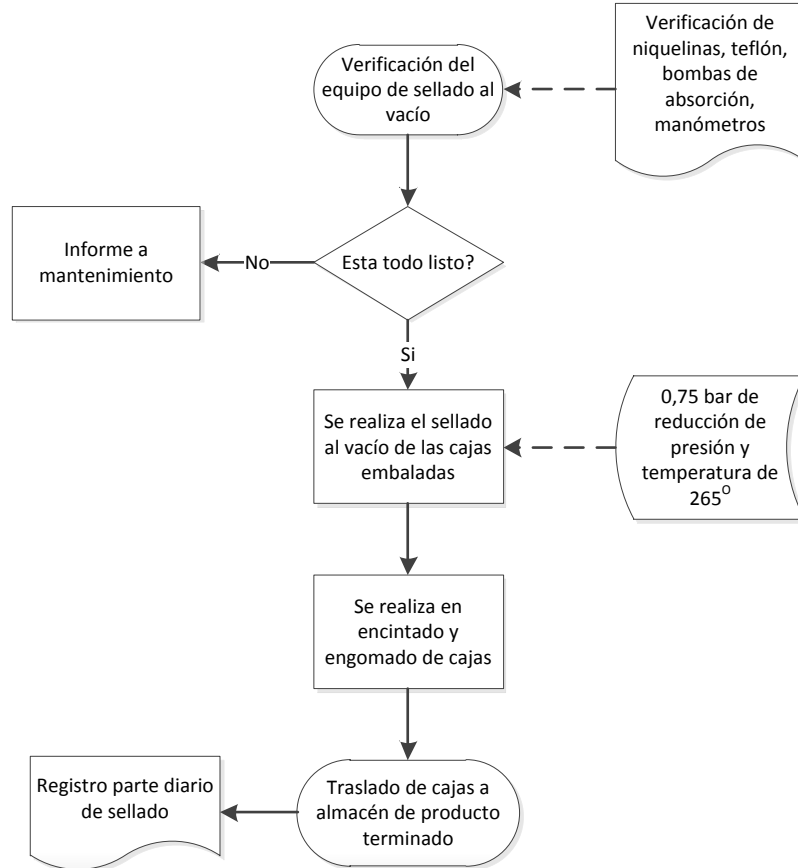 Verificación del
equipo de sellado al
vacío
Verificación de
niquelinas, teflón,
bombas de
absorción,
manómetros
Informe a
mantenimiento
No
Esta todo listo?
Si
Se realiza el sellado
al vacío de las cajas
embaladas
0,75 bar de
reducción de
presión y
temperatura de
265°
Se realiza en
encintado y
engomado de cajas
Registro parte diario
de sellado
Traslado de cajas a
almacén de producto
terminado